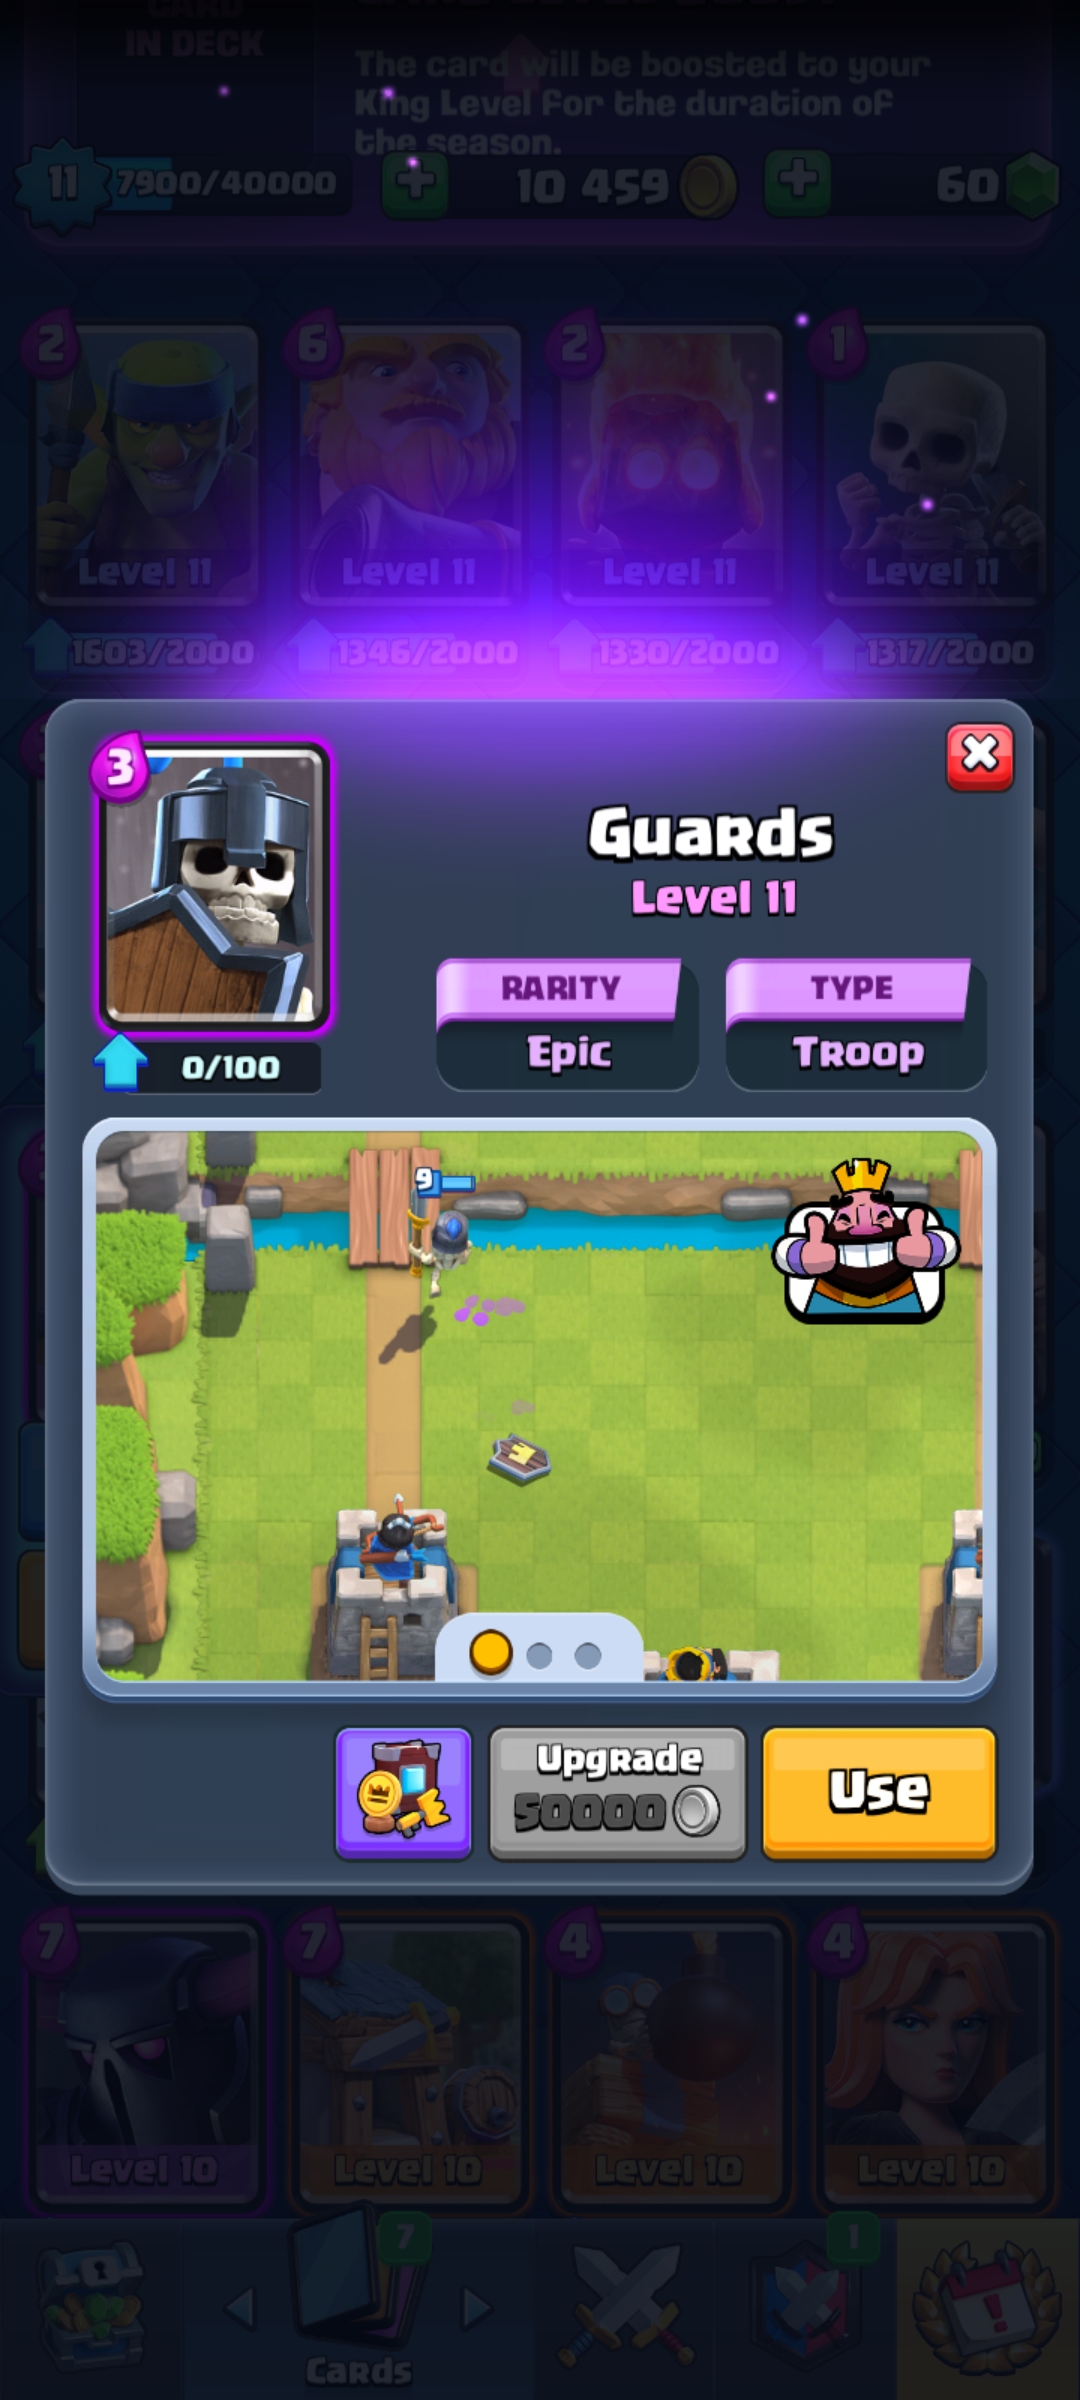 CARD
IN DECK
The card will be boosted to your
King Level for the duration of
the season.
11
7900/40000
10 459
60
2
6
2
1
Level 11
Level 11
Level 11
Level 11
1603/2000
1346/2000
1330/2000
1317/2000
3
Guards
Level 11
RARITY
TYPE
Epic
Troop
0/100
9
Upgrade
50000
Use
7
7
4
4
Level 10
Level 10
Level 10
Level 10
7
1
Cards